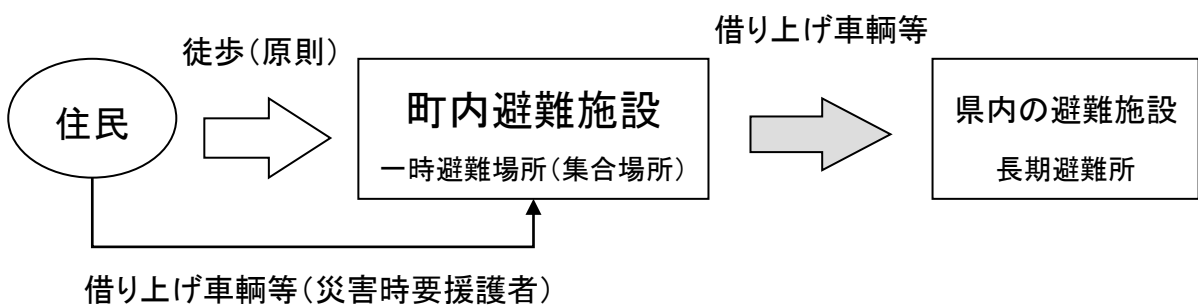 借り上げ車輌等
徒歩(原則)
住民
町内避難施設
一時避難場所(集合場所)
県内の避難施設
長期避難所
借り上げ車輌等(災害時要援護者)